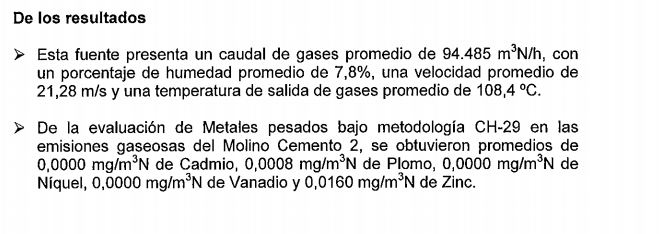 De los resultados
➢ Esta fuente presenta un caudal de gases promedio de 94.485 m³N/h, con
un porcentaje de humedad promedio de 7,8%, una velocidad promedio de
21,28 m/s y una temperatura de salida de gases promedio de 108,4 ºC.
➢ De la evaluación de Metales pesados bajo metodología CH-29 en las
emisiones gaseosas del Molino Cemento 2, se obtuvieron promedios de
0,0000 mg/m³N de Cadmio, 0,0008 mg/m³N de Plomo, 0,0000 mg/m³N de
Níquel, 0,0000 mg/m³N de Vanadio y 0,0160 mg/m³N de Zinc.